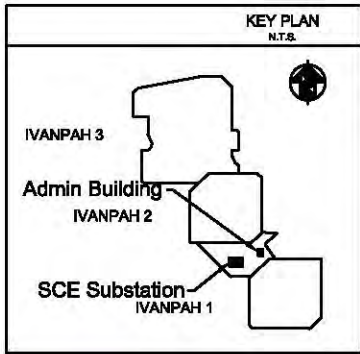 KEY PLAN
N.T.S.
IVANPAH 3
Admin Building
IVANPAH 2
SCE Substation
IVANPAH 1